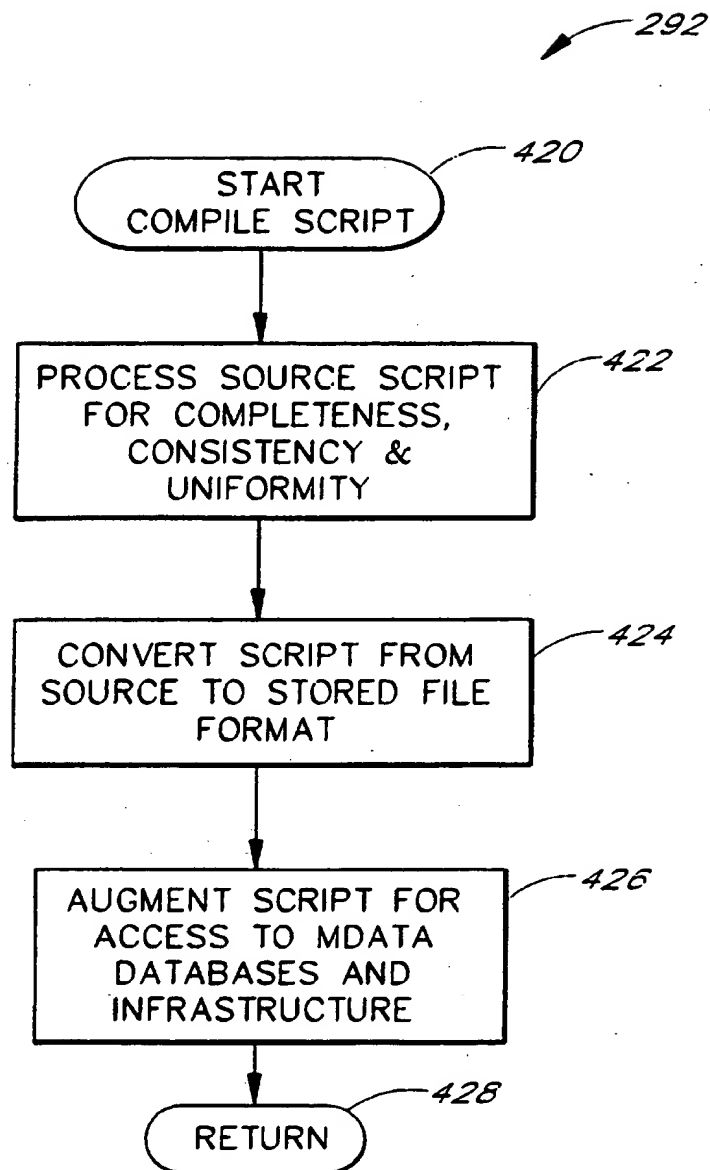 292
420
START
COMPILE SCRIPT
422
PROCESS SOURCE SCRIPT
FOR COMPLETENESS,
CONSISTENCY &
UNIFORMITY
424
CONVERT SCRIPT FROM
SOURCE TO STORED FILE
FORMAT
426
AUGMENT SCRIPT FOR
ACCESS TO MDATA
DATABASES AND
INFRASTRUCTURE
428
RETURN